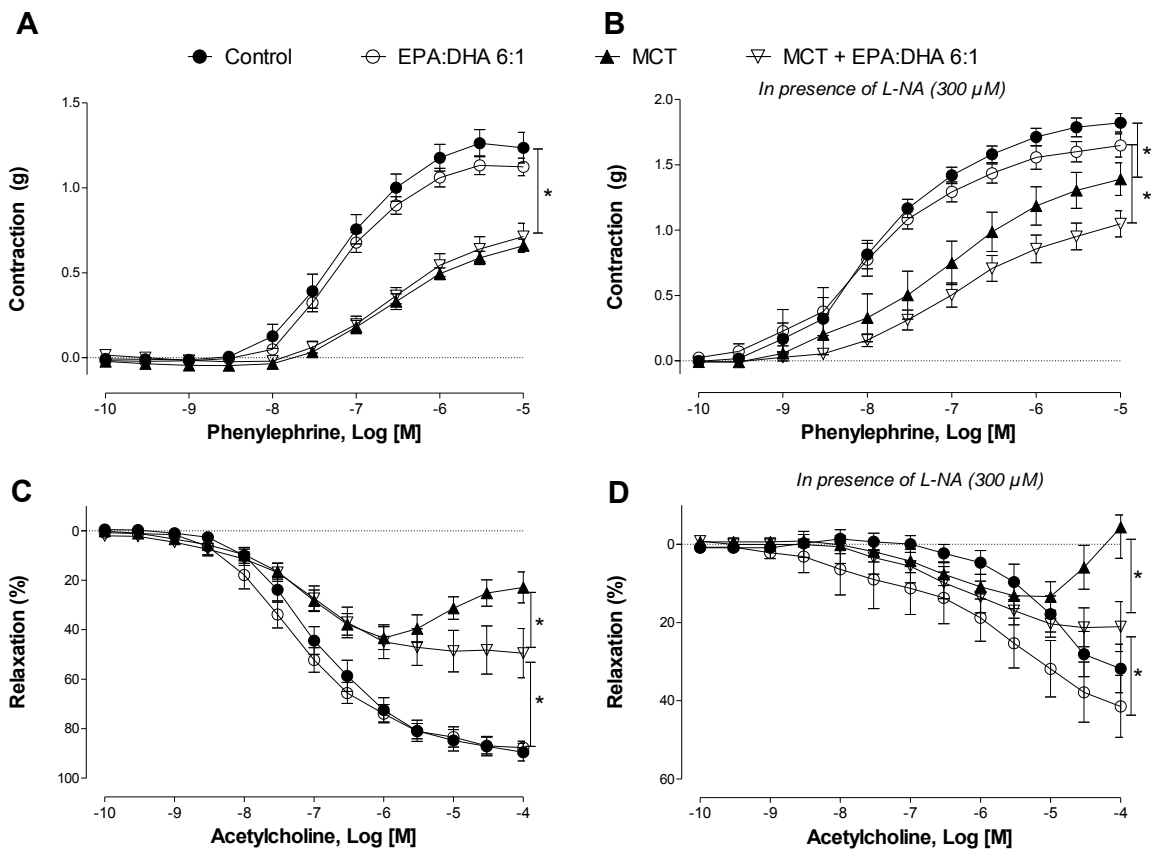 A
B
Control
EPA:DHA 6:1
MCT
MCT + EPA:DHA 6:1
In presence of L-NA (300 µM)
1.5
1.0
0.5
0.0
Contraction (g)
*
-10
-9
-8
-7
-6
-5
Phenylephrine, Log [M]
2.0
1.5
1.0
0.5
0.0
Contraction (g)
*
*
-10
-9
-8
-7
-6
-5
Phenylephrine, Log [M]
C
D
In presence of L-NA (300 µM)
0
20
40
60
80
100
Relaxation (%)
*
*
-10
-9
-8
-7
-6
-5
-4
Acetylcholine, Log [M]
0
20
40
60
Relaxation (%)
*
*
-10
-9
-8
-7
-6
-5
-4
Acetylcholine, Log [M]